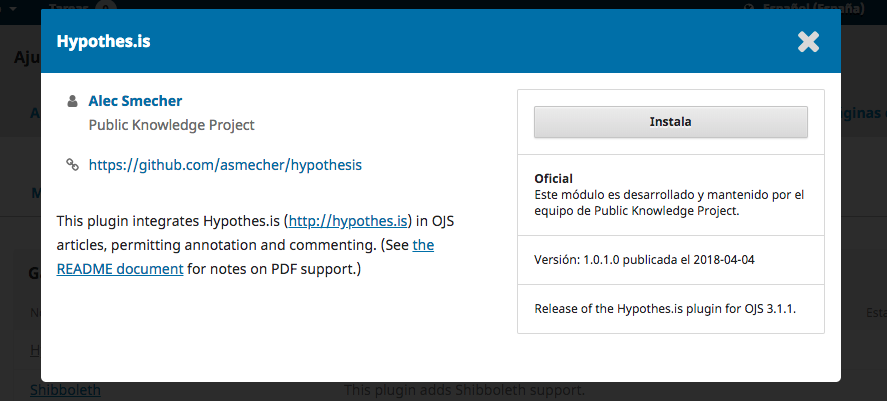 Tareas 0
Español (España)
Hypothes.is
Alec Smecher
Public Knowledge Project
https://github.com/asmecher/hypothesis
This plugin integrates Hypothes.is (http://hypothes.is) in OJS
articles, permitting annotation and commenting. (See the
README document for notes on PDF support.)
Instala
Oficial
Este módulo es desarrollado y mantenido por el
equipo de Public Knowledge Project.
Versión: 1.0.1.0 publicada el 2018-04-04
Release of the Hypothes.is plugin for OJS 3.1.1.
Shibboleth
This plugin adds Shibboleth support.